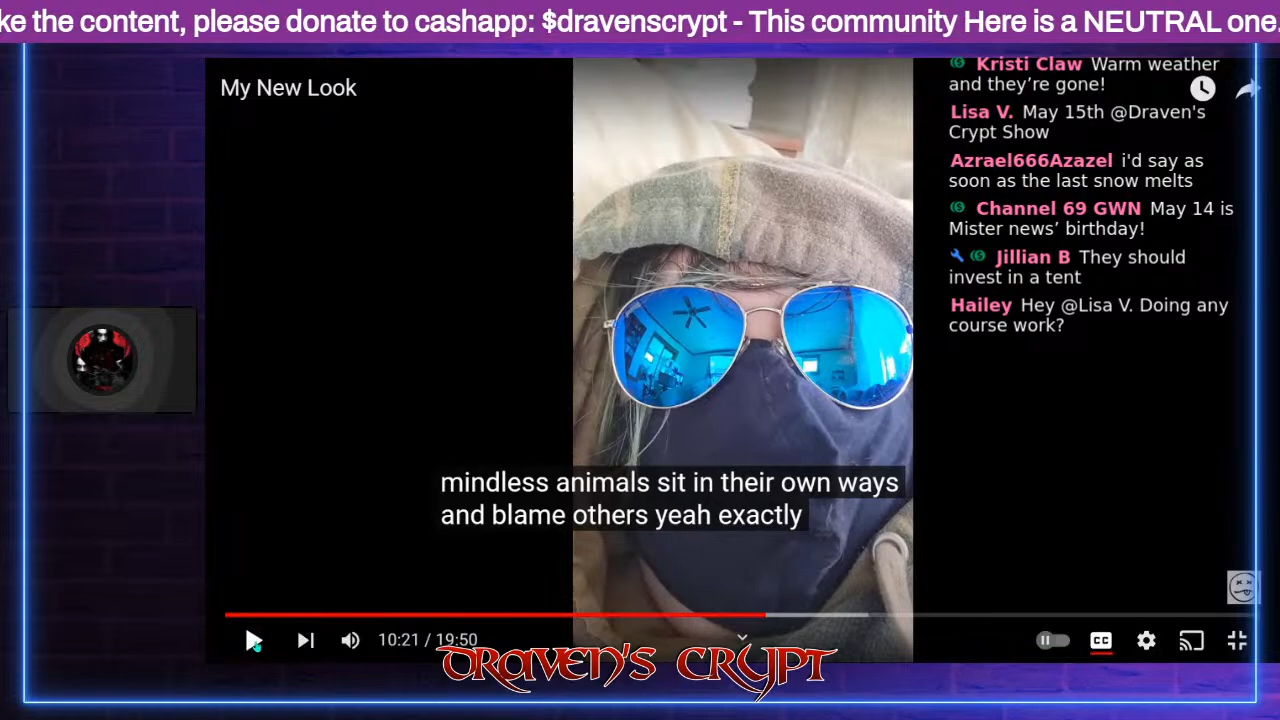 ke the content, please donate to cashapp: $dravenscrypt - This community Here is a NEUTRAL one.
My New Look
Kristi Claw Warm weather
and they're gone!
Lisa V. May 15th @Draven's
Crypt Show
Azrael666Azazel i'd say as
soon as the last snow melts
Channel 69 GWN May 14 is
Mister news’ birthday!
Jillian B They should
invest in a tent
Hailey Hey @Lisa V. Doing any
course work?
mindless animals sit in their own ways
and blame others yeah exactly
10:21 / 19:50
CC
DRAVEN'S CRYPT